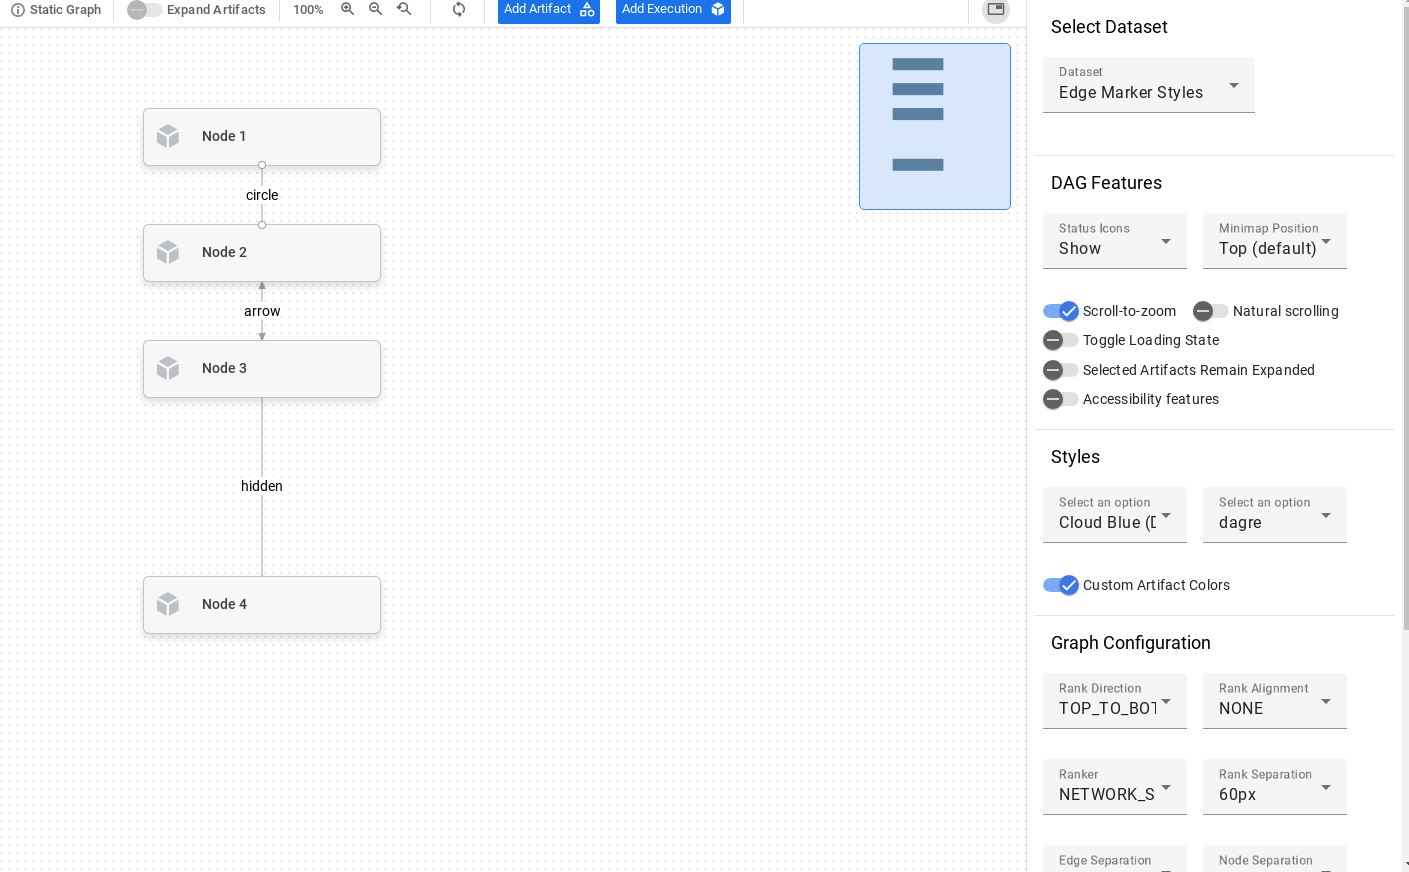 Static Graph
Expand Artifacts
100%
Add Artifact
Add Execution
Node 1
circle
Node 2
arrow
Node 3
hidden
Node 4
Select Dataset
Dataset
Edge Marker Styles
DAG Features
Status Icons
Show
Minimap Position
Top (default)
Scroll-to-zoom
Natural scrolling
Toggle Loading State
Selected Artifacts Remain Expanded
Accessibility features
Styles
Select an option
Cloud Blue (D
Select an option
dagre
Custom Artifact Colors
Graph Configuration
Rank Direction
TOP_TO_BOT
Rank Alignment
NONE
Ranker
NETWORK_S
Rank Separation
60px
Edge Separation
Node Separation